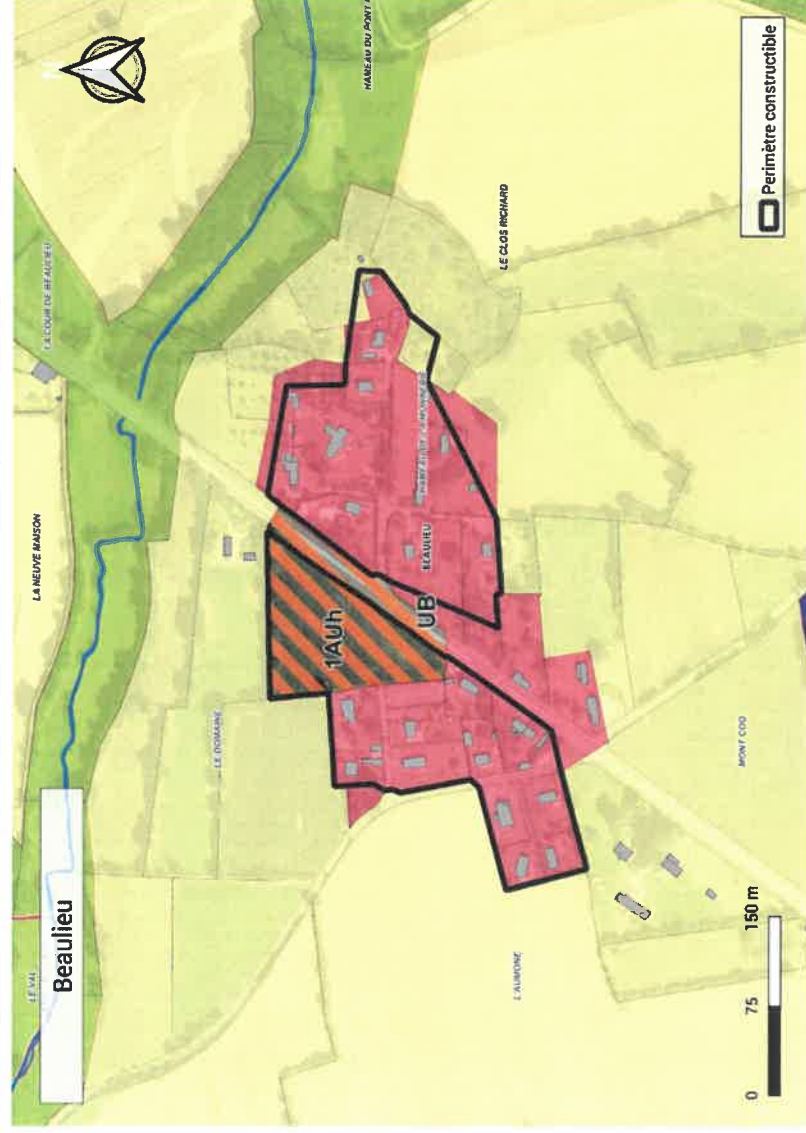 LE VAL
Beaulieu
LA NEUVE MAISON
LA COUR DE BEAULIEU
HAMEAU DU PONT
N
LE DOMAINE
1AUh
UB
BEAULIEU
LE CLOS RICHARD
L'AUMONE
MONT COQ
0 75 150 m
Perimètre constructible